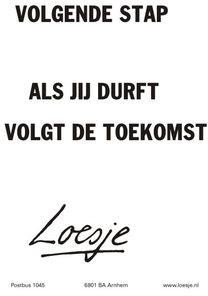 VOLGENDE STAP
ALS JIJ DURFT
VOLGT DE TOEKOMST
Loesje
Postbus 1045 6801 BA Arnhem www.loesje.nl